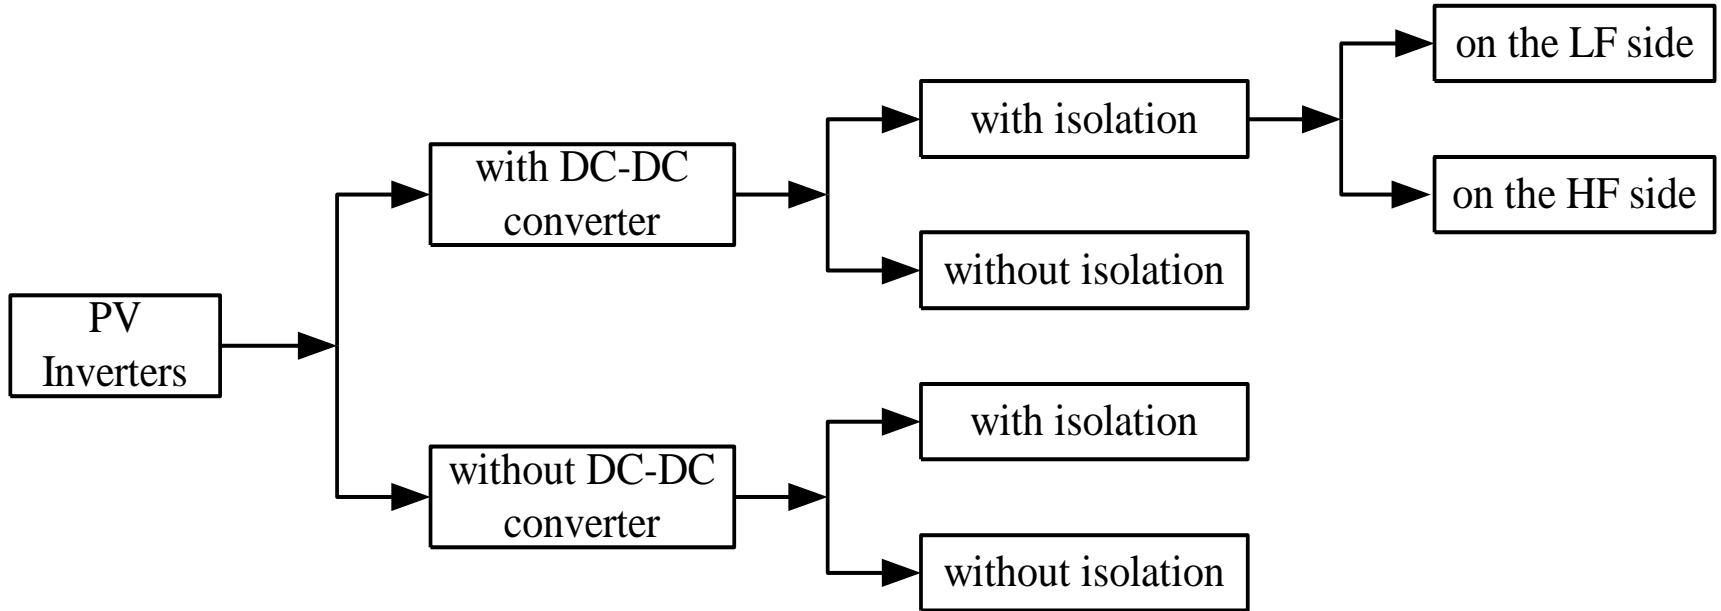 PV
Inverters
with DC-DC
converter
without DC-DC
converter
with isolation
without isolation
with isolation
without isolation
on the LF side
on the HF side